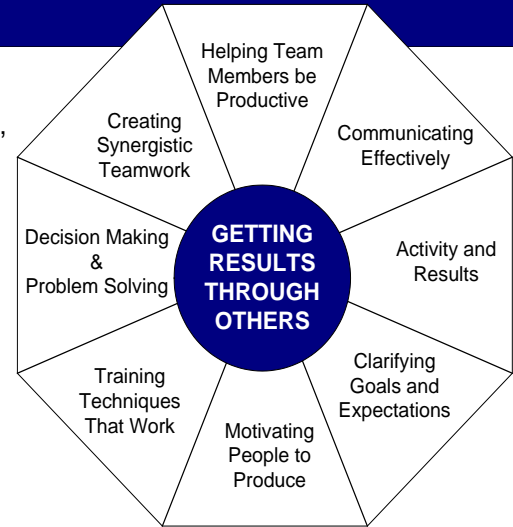 Helping Team
Members be
Productive
Communicating
Effectively
Activity and
Results
Clarifying
Goals and
Expectations
Motivating
People to
Produce
Training
Techniques
That Work
Decision Making
&
Problem Solving
Creating
Synergistic
Teamwork
,
GETTING
RESULTS
THROUGH
OTHERS